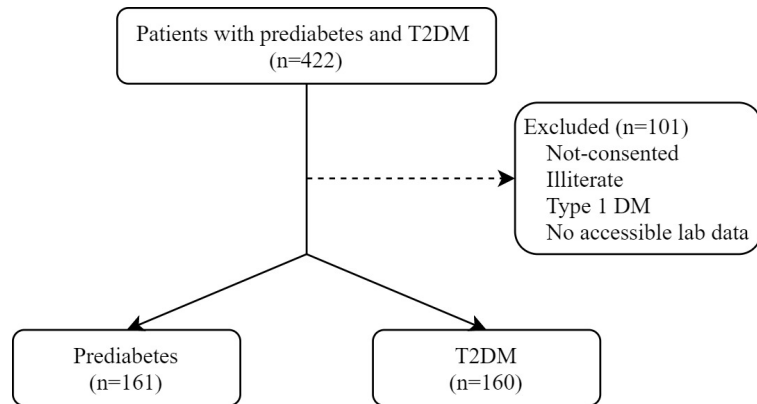 Patients with prediabetes and T2DM
(n=422)
Excluded (n=101)
Not-consented
Illiterate
Type 1 DM
No accessible lab data
Prediabetes
(n=161)
T2DM
(n=160)